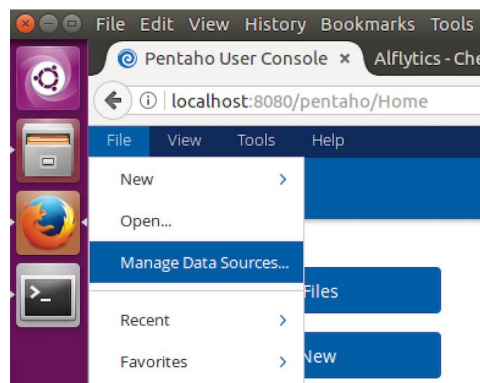 File Edit View History Bookmarks Tools
Pentaho User Console × Alflytics - Che
localhost:8080/pentaho/Home
File View Tools Help
New
Open...
Manage Data Sources...
Files
Recent
Favorites
New